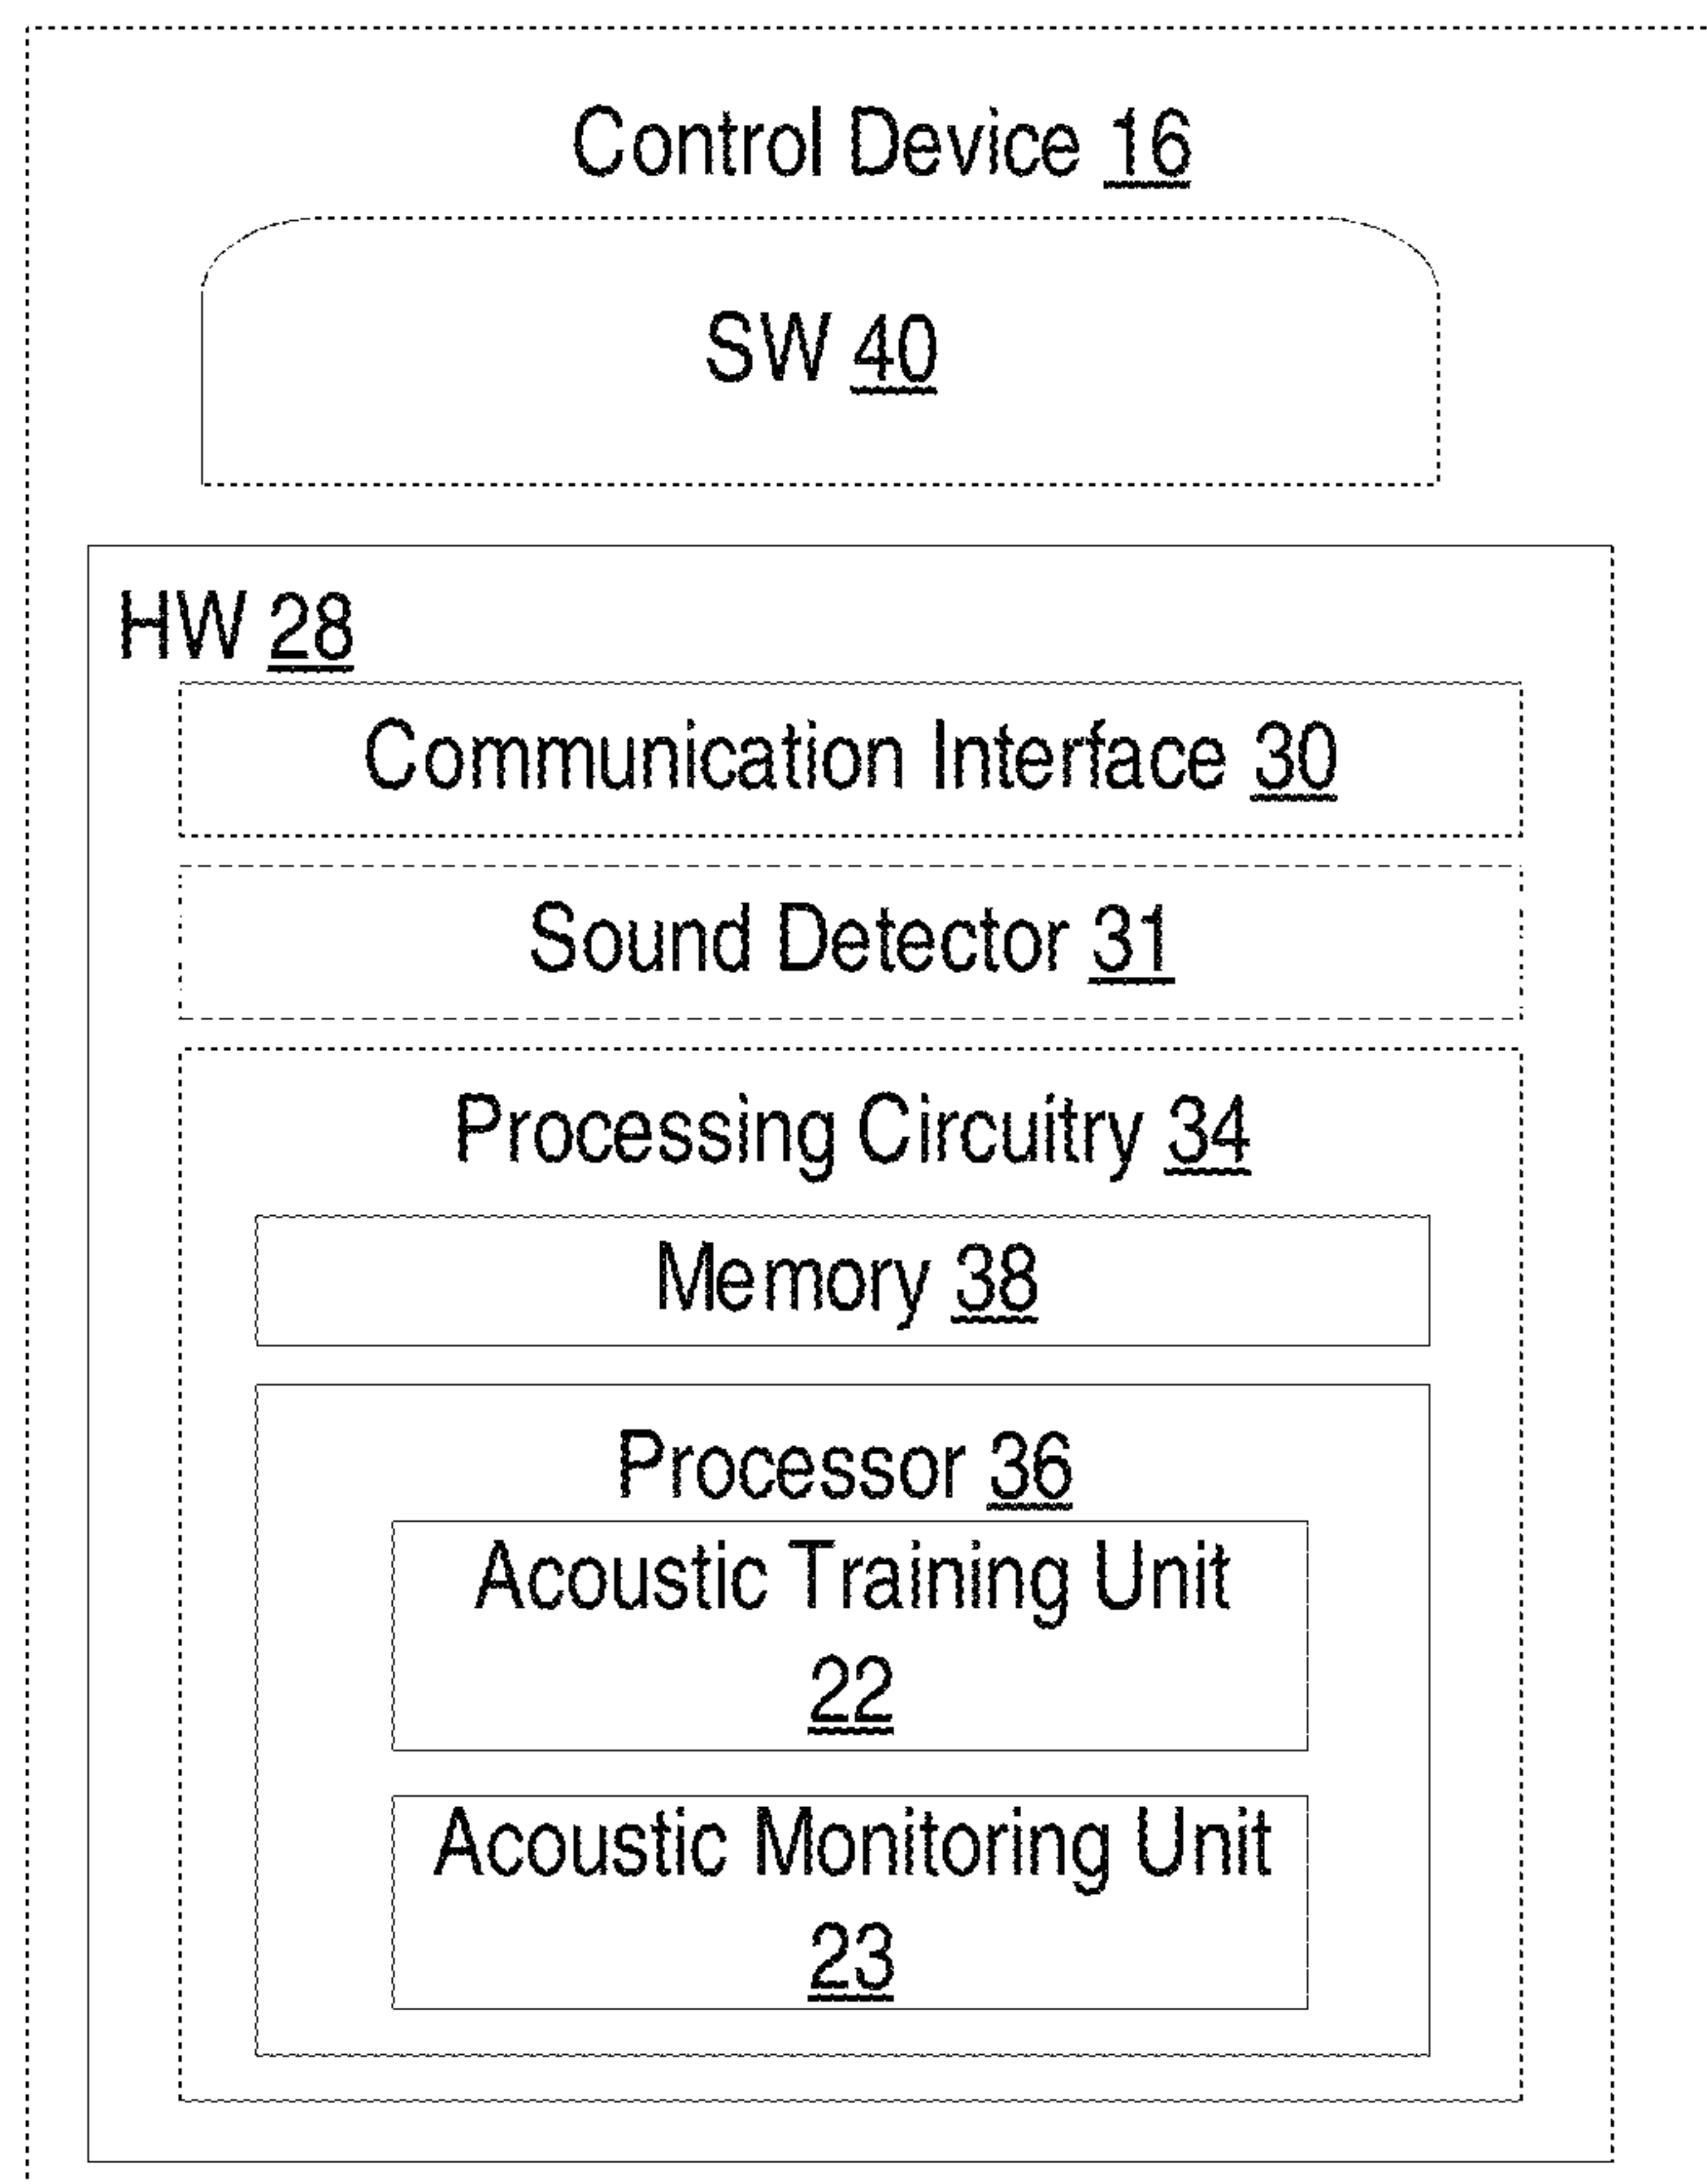 Control Device 16
SW 40
HW 28
Communication Interface 30
Sound Detector 31
Processing Circuitry 34
Memory 38
Processor 36
Acoustic Training Unit
22
Acoustic Monitoring Unit
23